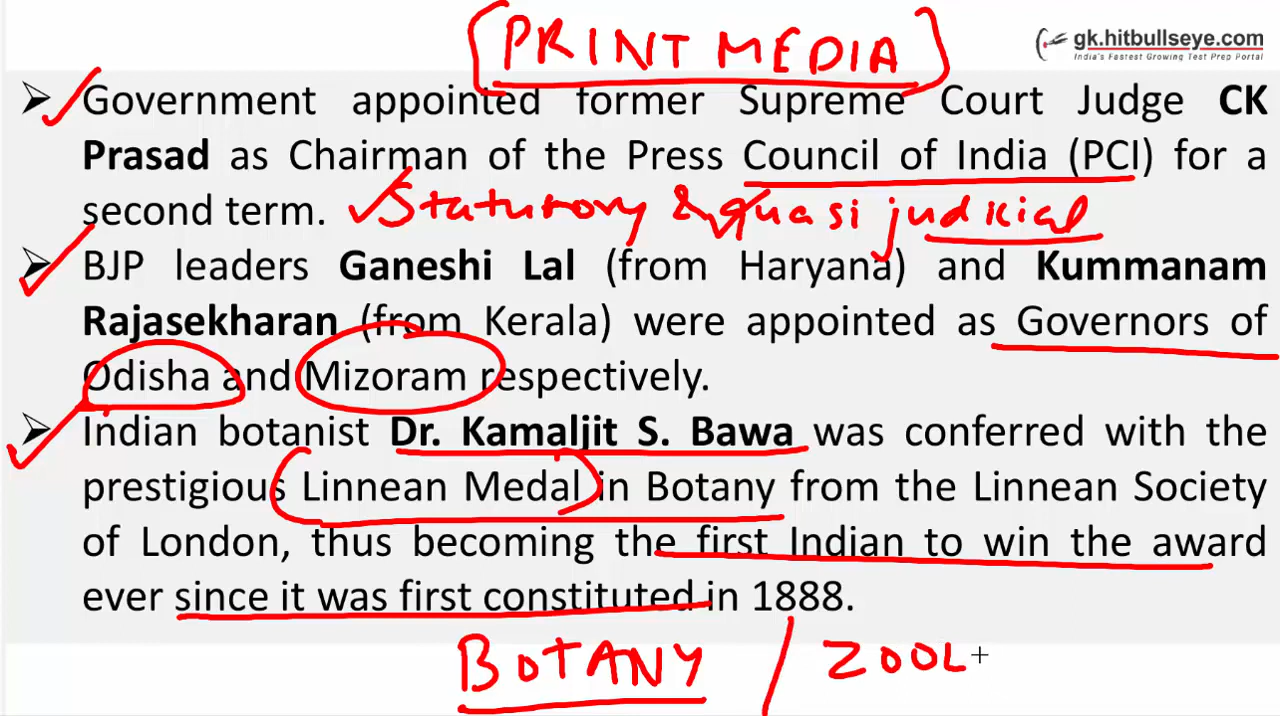 [PRINT MEDIA]
gk.hitbullseye.com
India's Fastest Growing Test Prep Portal
➤ Government appointed former Supreme Court Judge CK
Prasad as Chairman of the Press Council of India (PCI) for a
second term. Statutory & quasi judicial
➤ BJP leaders Ganeshi Lal (from Haryana) and Kummanam
Rajasekharan (from Kerala) were appointed as Governors of
Odisha and Mizoram respectively.
➤ Indian botanist Dr. Kamaljit S. Bawa was conferred with the
prestigious Linnean Medal in Botany from the Linnean Society
of London, thus becoming the first Indian to win the award
ever since it was first constituted in 1888.
BOTANY / ZOOL